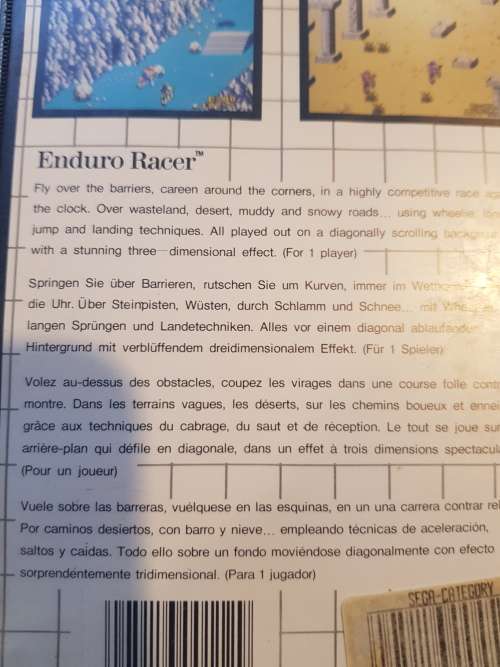 Enduro Racer™
Fly over the barriers, careen around the corners, in a highly competitive race
the clock. Over wasteland, desert, muddy and snowy roads... using wheelie,
jump and landing techniques. All played out on a diagonally scrolling background
with a stunning three-dimensional effect. (For 1 player)
Springen Sie über Barrieren, rutschen Sie um Kurven, immer im
die Uhr. Über Steinpisten, Wüsten, durch Schlamm und Schnee... mit
langen Sprüngen und Landetechniken. Alles vor einem diagonal ablaufenden
Hintergrund mit verblüffendem dreidimensionalem Effekt. (Für 1 Spieler)
Volez au-dessus des obstacles, coupez les virages dans une course folle
montre. Dans les terrains vagues, les déserts, sur les chemins boueux et
grâce aux techniques du cabrage, du saut et de réception. Le tout se joue
arrière-plan qui défile en diagonale, dans un effet à trois dimensions
(Pour un joueur)
Vuele sobre las barreras, vuélquese en las esquinas, en un una carrera contrar
Por caminos desiertos, con barro y nieve... empleando técnicas de aceleración,
saltos y caidas. Todo ello sobre un fondo moviéndose diagonalmente con efecto
sorprendentemente tridimensional. (Para 1 jugador)
SEGA-CATEGORY